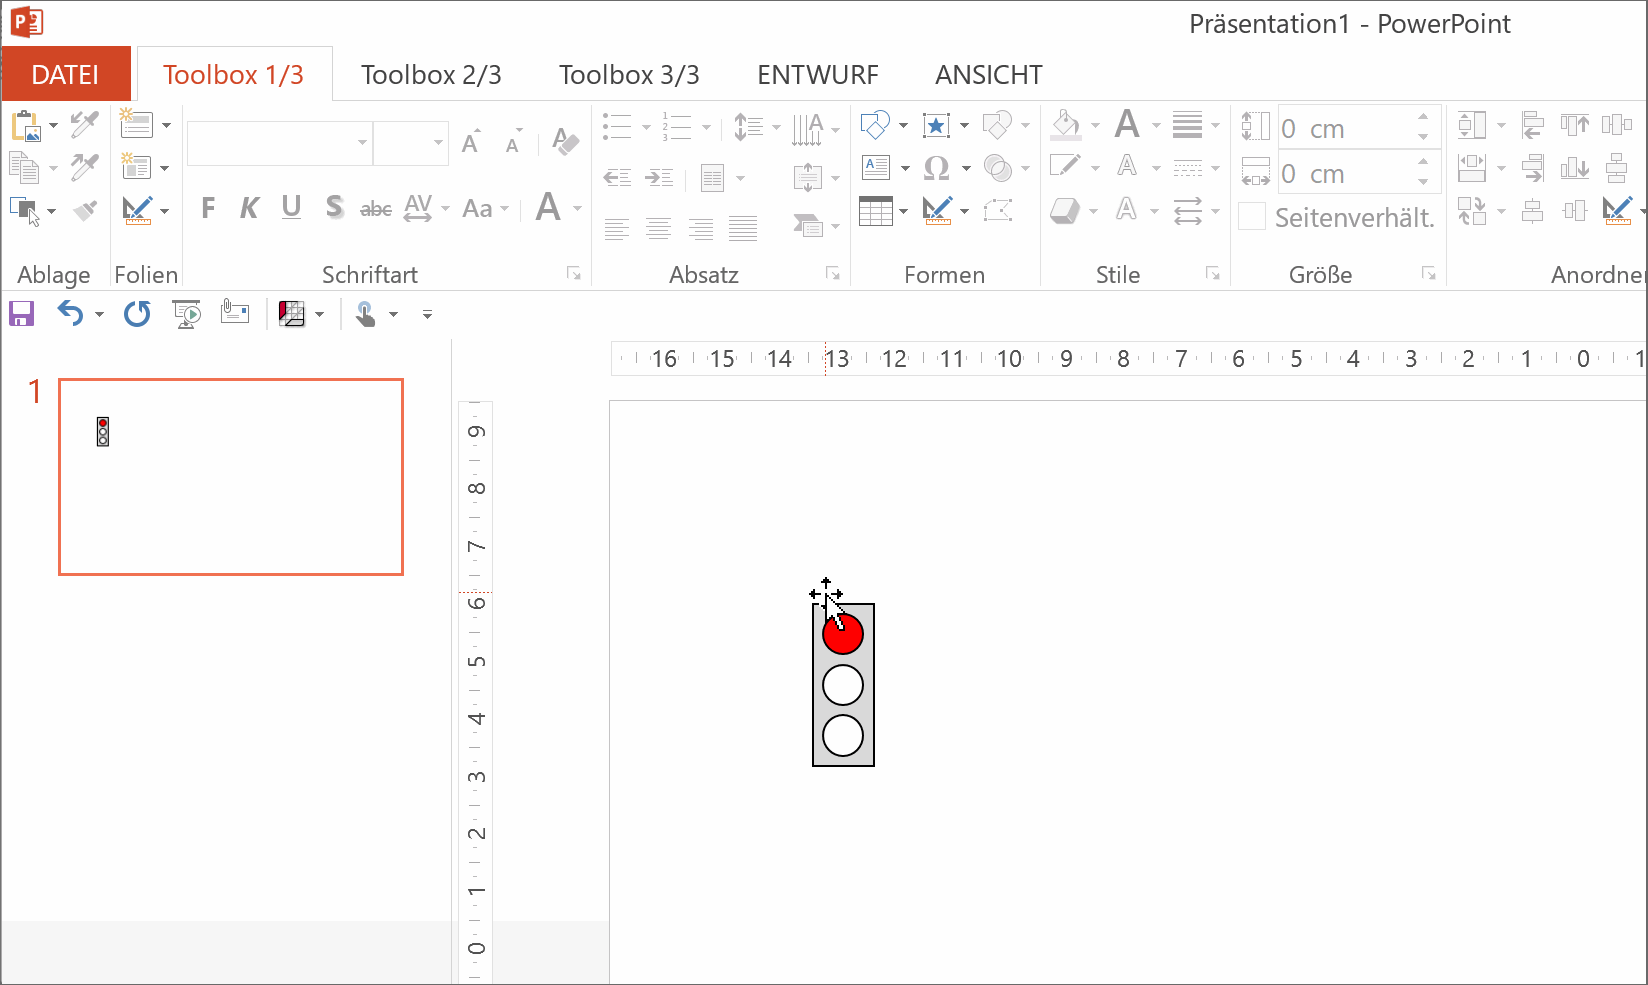 Präsentation1 - PowerPoint
DATEI Toolbox 1/3 Toolbox 2/3 Toolbox 3/3 ENTWURF ANSICHT
0 cm
0 cm
F K U S abc AV Aa A
Seitenverhält.
Ablage Folien Schriftart Absatz Formen Stile Größe Anordner
16 15 14 13 12 11 10 9 8 7 6 5 4 3 2 1 0 1
1
9
8
7
6
5
4
3
2
1
0